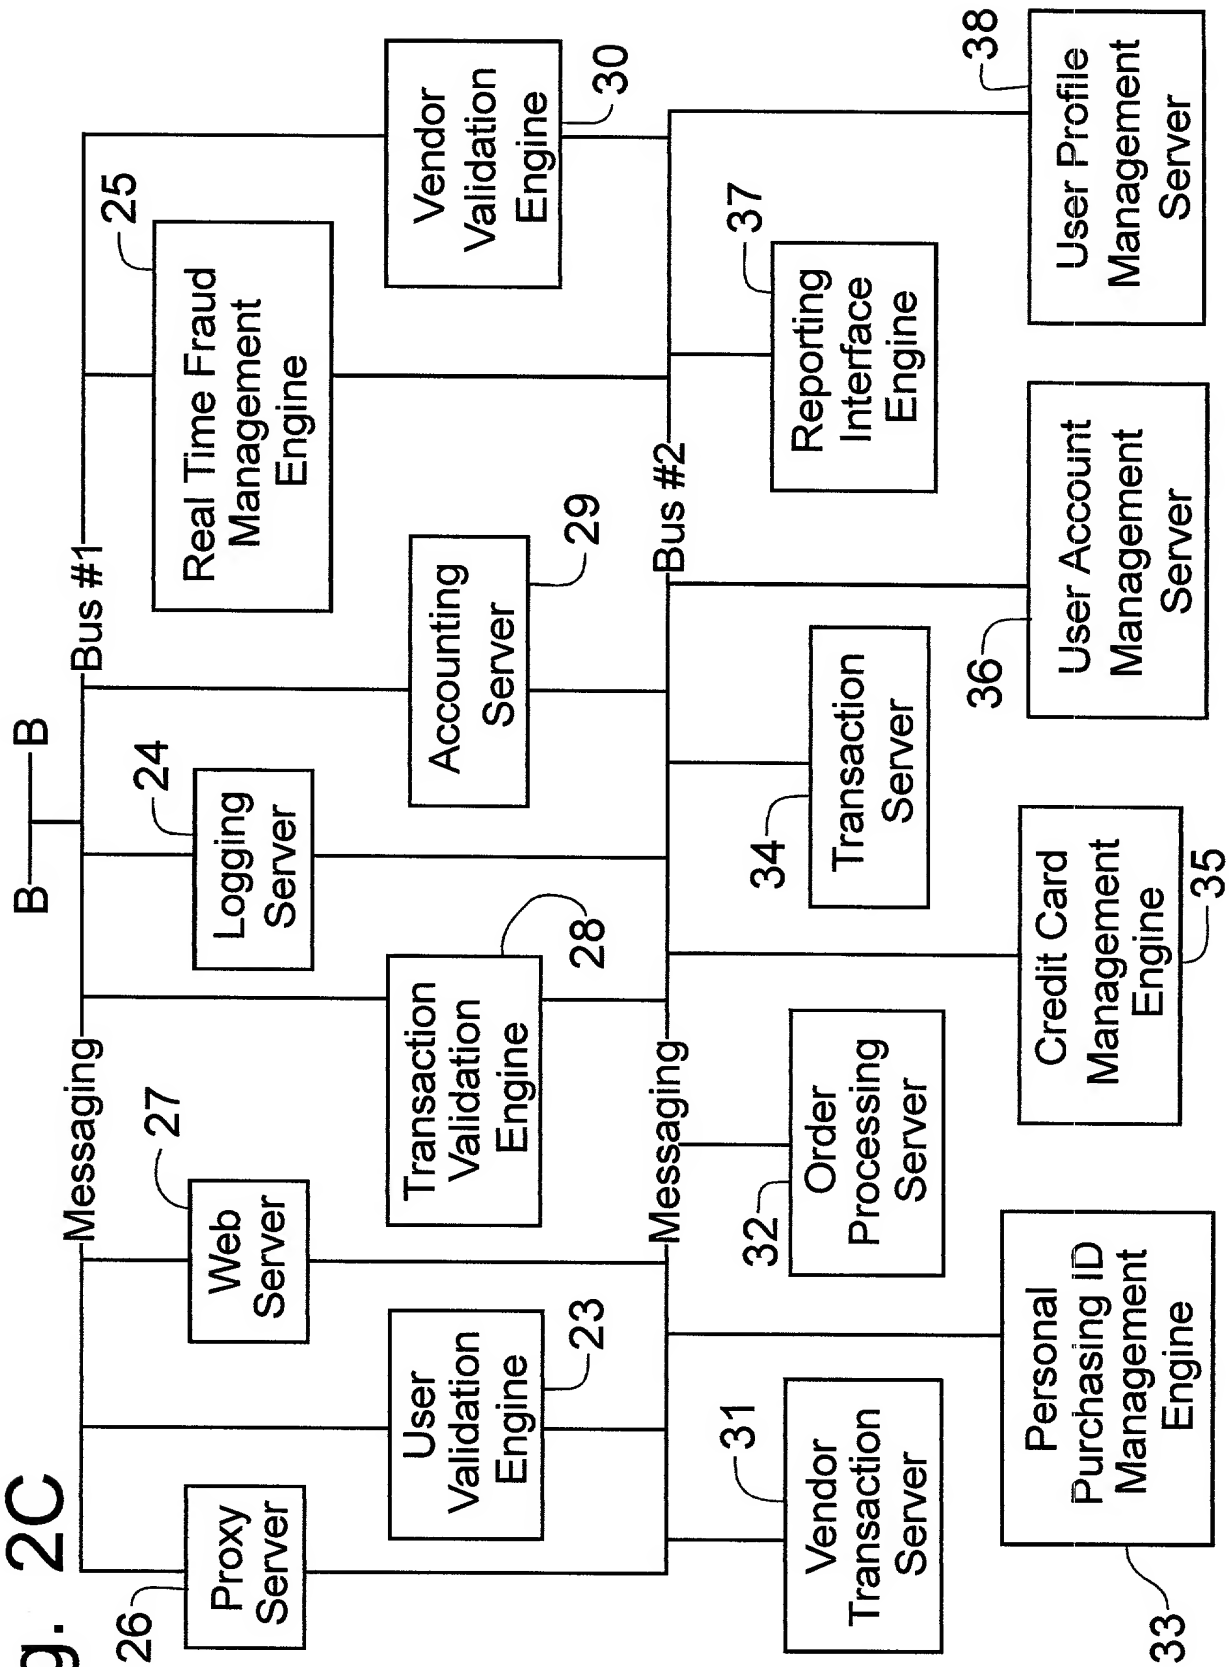 g. 2C
B
B
Messaging
Bus #1
26
Proxy
Server
User
Validation
Engine
23
Web
Server
27
Transaction
Validation
Engine
28
Logging
Server
24
Accounting
Server
29
Real Time Fraud
Management
Engine
25
Vendor
Validation
Engine
30
Messaging
Bus #2
Vendor
Transaction
Server
31
Personal
Purchasing ID
Management
Engine
33
32
Order
Processing
Server
Credit Card
Management
Engine
35
34
Transaction
Server
36
User Account
Management
Server
Reporting
Interface
Engine
37
User Profile
Management
Server
38